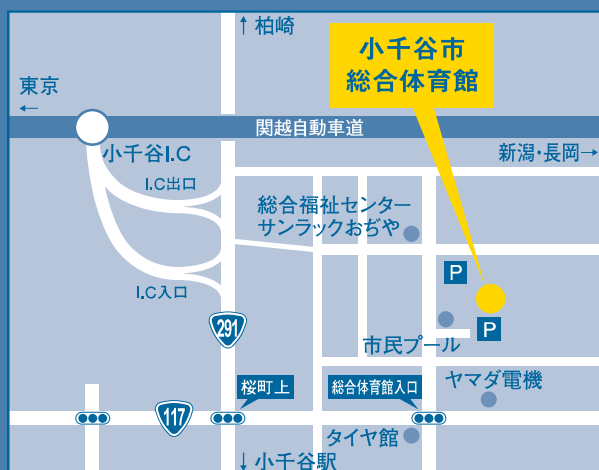 ↑柏崎
小千谷市
総合体育館
東京
←
関越自動車道
小千谷I.C
新潟・長岡→
I.C出口
総合福祉センター
サンラックおぢや
P
I.C入口
P
291
市民プール
桜町上
総合体育館入口
ヤマダ電機
117
タイヤ館
↓小千谷駅